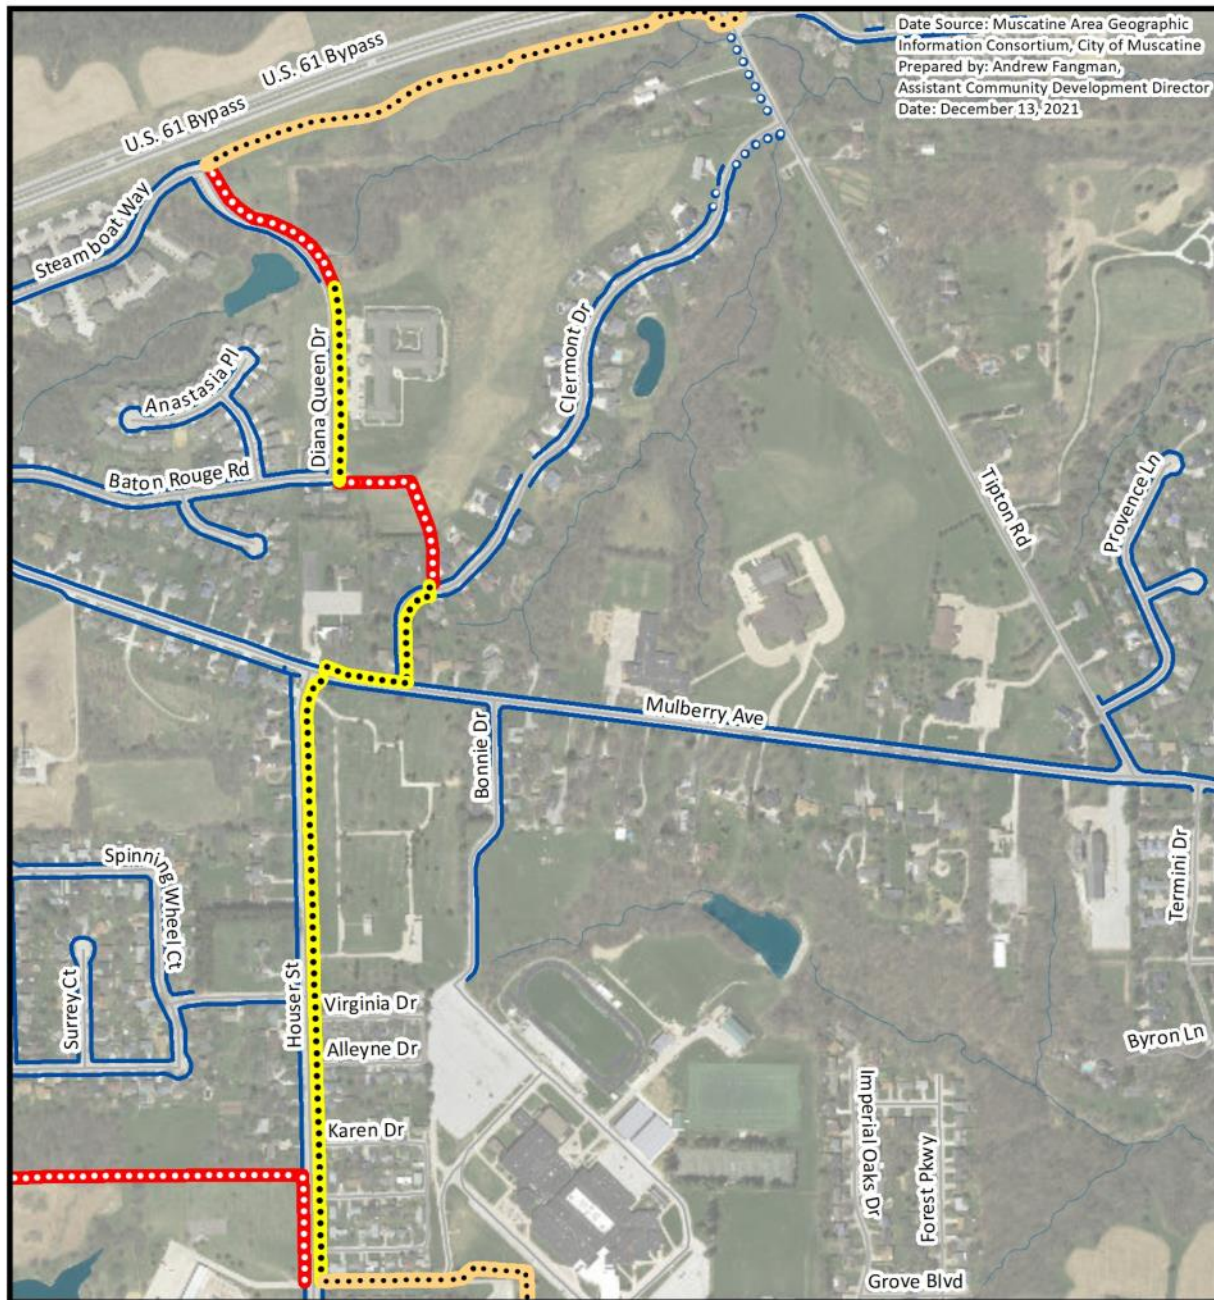 Date Source: Muscatine Area Geographic
Information Consortium, City of Muscatine
Prepared by: Andrew Fangman,
Assistant Community Development Director
Date: December 13, 2021
U.S. 61 Bypass
U.S. 61 Bypass
Steamboat Way
Diana Queen Dr
Clermont Dr
Anastasia Pl
Baton Rouge Rd
Tipton Rd
Provence Ln
Mulberry Ave
Bonnie Dr
Termini Dr
Spinning Wheel Ct
Surrey Ct
Houser St
Virginia Dr
Alleyne Dr
Byron Ln
Karen Dr
Imperial Oaks Dr
Forest Pkwy
Grove Blvd